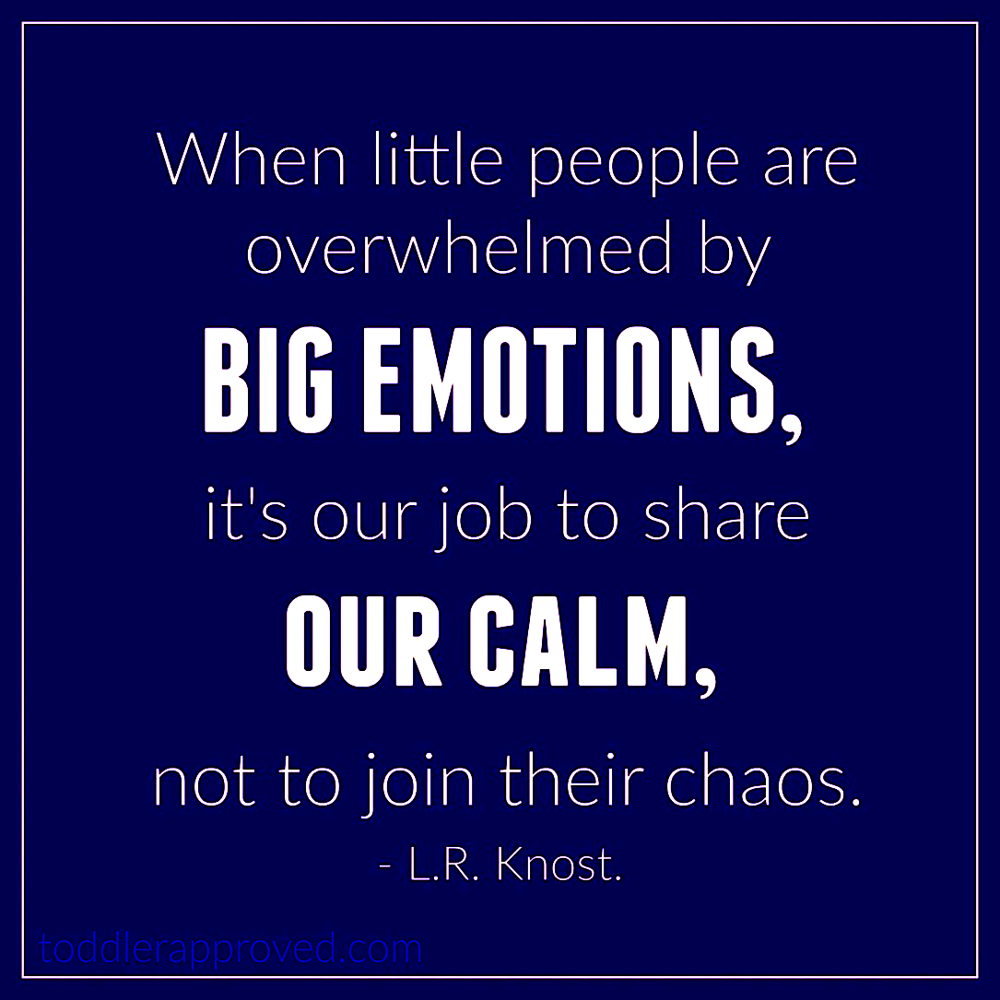 When little people are
overwhelmed by
BIG EMOTIONS,
it's our job to share
OUR CALM,
not to join their chaos.
- L.R. Knost.
toddlerapproved.com